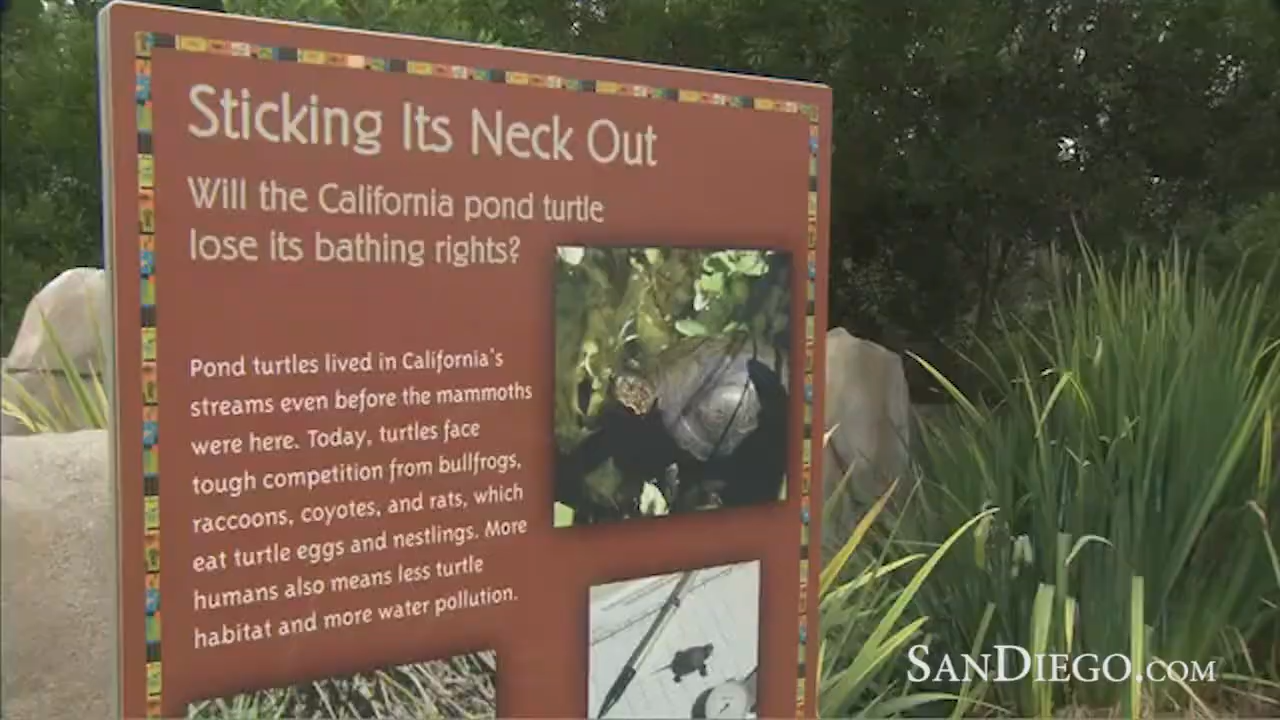 Sticking Its Neck Out
Will the California pond turtle
lose its bathing rights?
Pond turtles lived in California's
streams even before the mammoths
were here. Today, turtles face
tough competition from bullfrogs,
raccoons, coyotes, and rats, which
eat turtle eggs and nestlings. More
humans also means less turtle
habitat and more water pollution.
SANDIEGO.COM